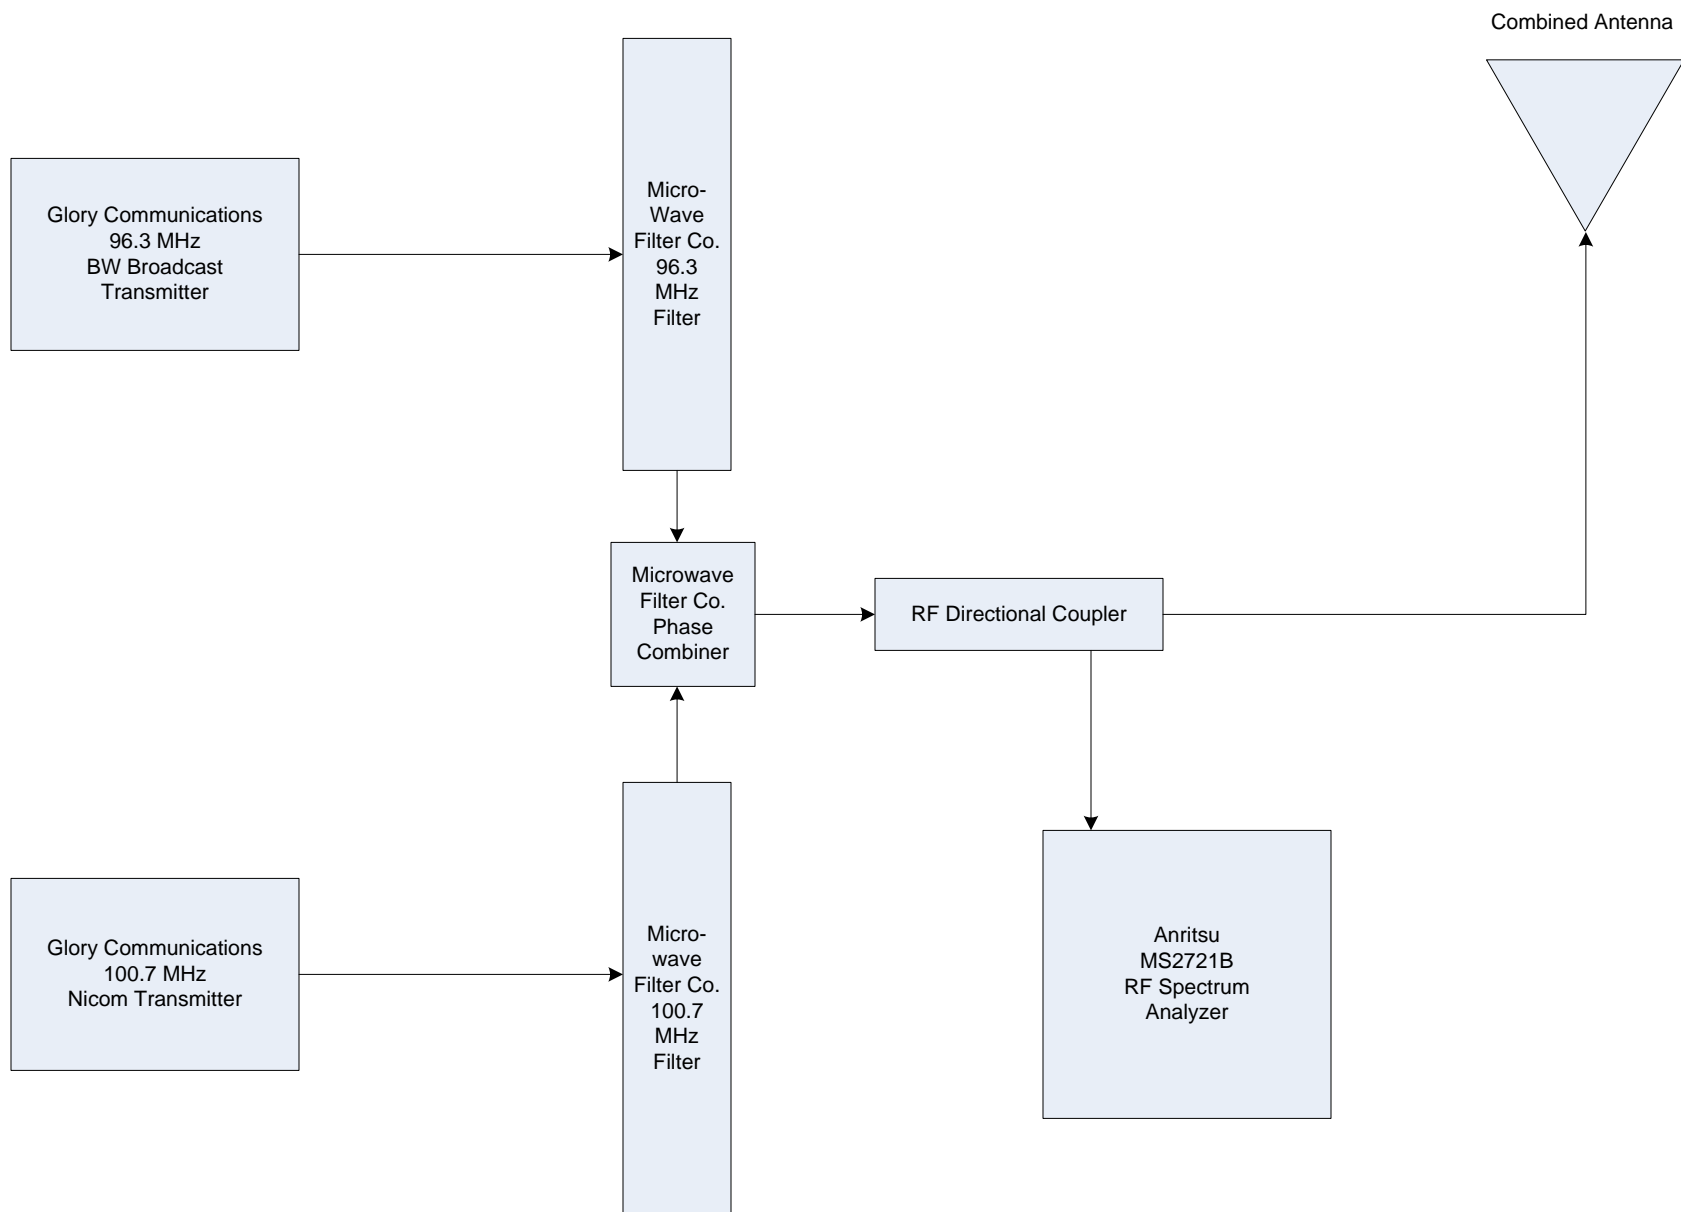 Combined Antenna
Glory Communications
96.3 MHz
BW Broadcast
Transmitter
Micro-
Wave
Filter Co.
96.3
MHz
Filter
Microwave
Filter Co.
Phase
Combiner
RF Directional Coupler
Glory Communications
100.7 MHz
Nicom Transmitter
Micro-
wave
Filter Co.
100.7
MHz
Filter
Anritsu
MS2721B
RF Spectrum
Analyzer